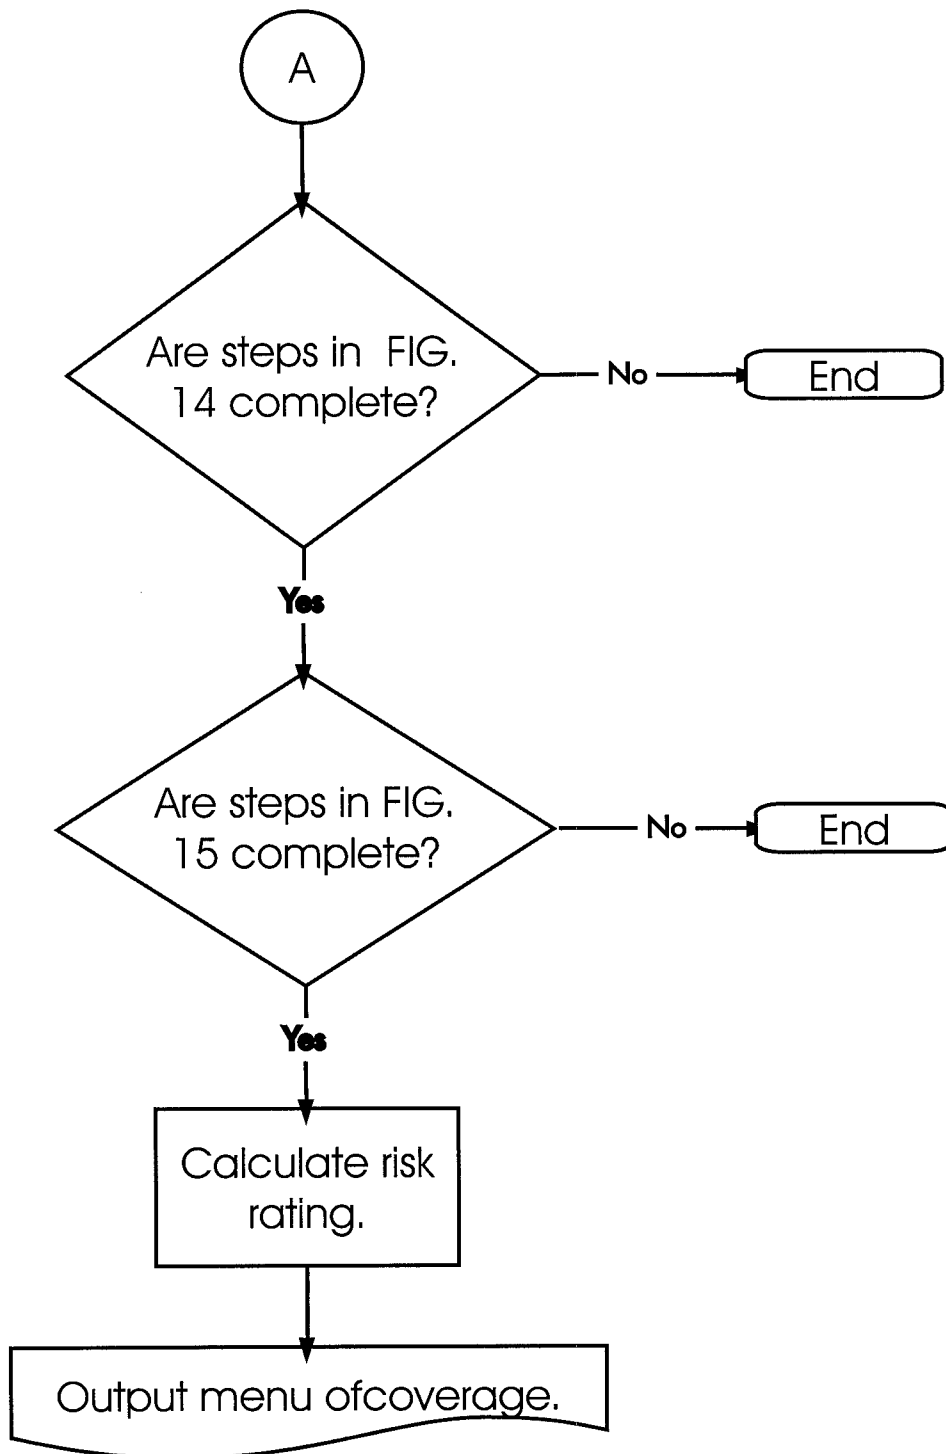 A
Are steps in FIG.
14 complete?
No
End
Yes
Are steps in FIG.
15 complete?
No
End
Yes
Calculate risk
rating.
Output menu ofcoverage.